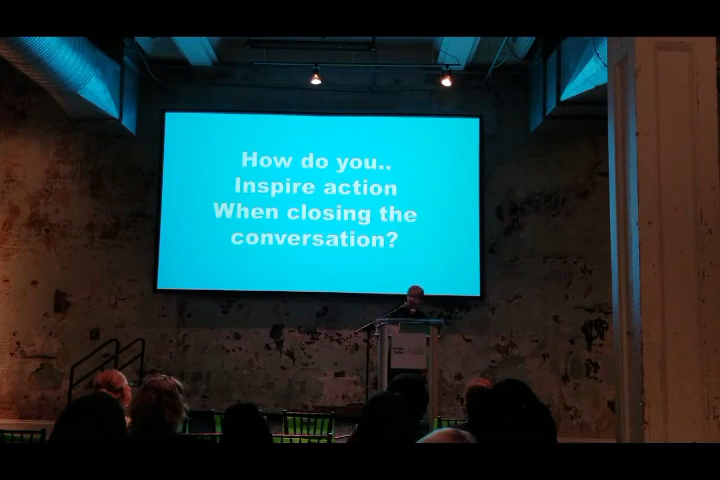 How do you..
Inspire action
When closing the
conversation?